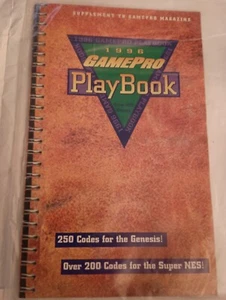 SUPPLEMENT TO GAMEPRO MAGAZINE
1996
GAMEPRO
PlayBook
250 Codes for the Genesis!
Over 200 Codes for the Super NES!